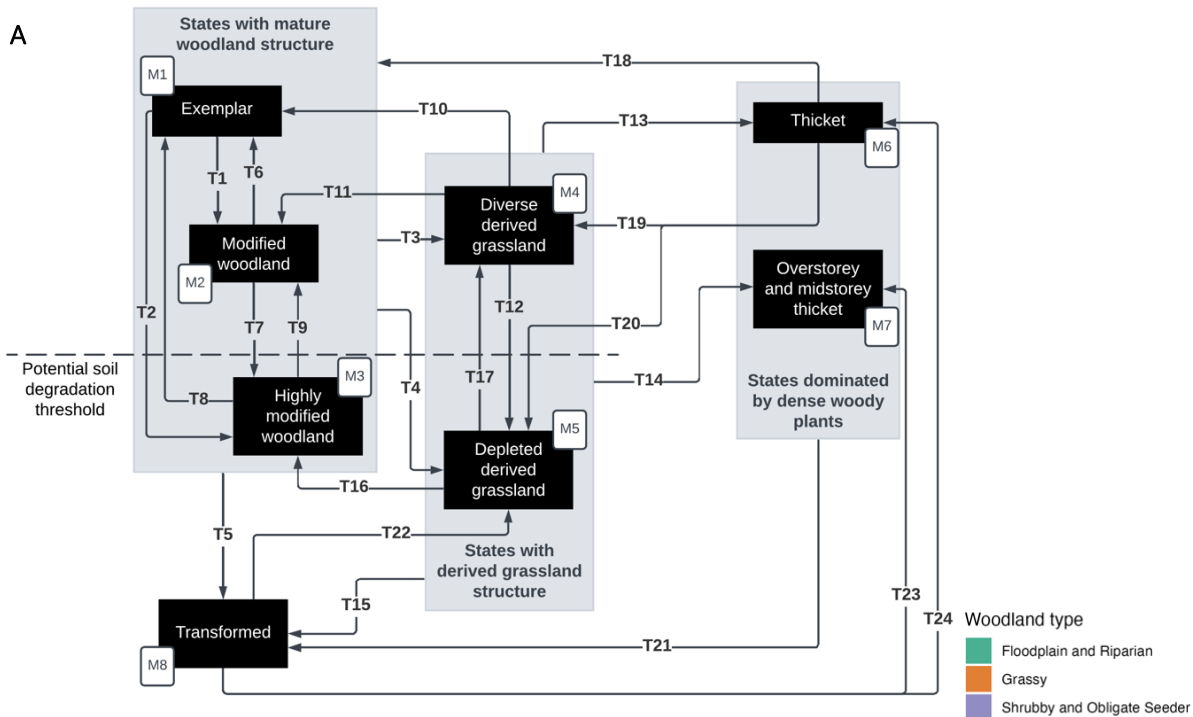 A
States with mature
woodland structure
M1
Exemplar
T18
T10
T13
Thicket
M6
T1
T6
T11
M4
Diverse
derived
grassland
T19
T3
Modified
woodland
M2
Overstorey
and midstorey
thicket
M7
T2
T7
T9
T12
T20
Potential soil
degradation
threshold
M3
T8
Highly
modified
woodland
T4
T17
T14
States dominated
by dense woody
plants
M5
Depleted
derived
grassland
T16
T5
T22
States with
derived grassland
structure
T15
T23
T24
Transformed
M8
T21
Woodland type
Floodplain and Riparian
Grassy
Shrubby and Obligate Seeder